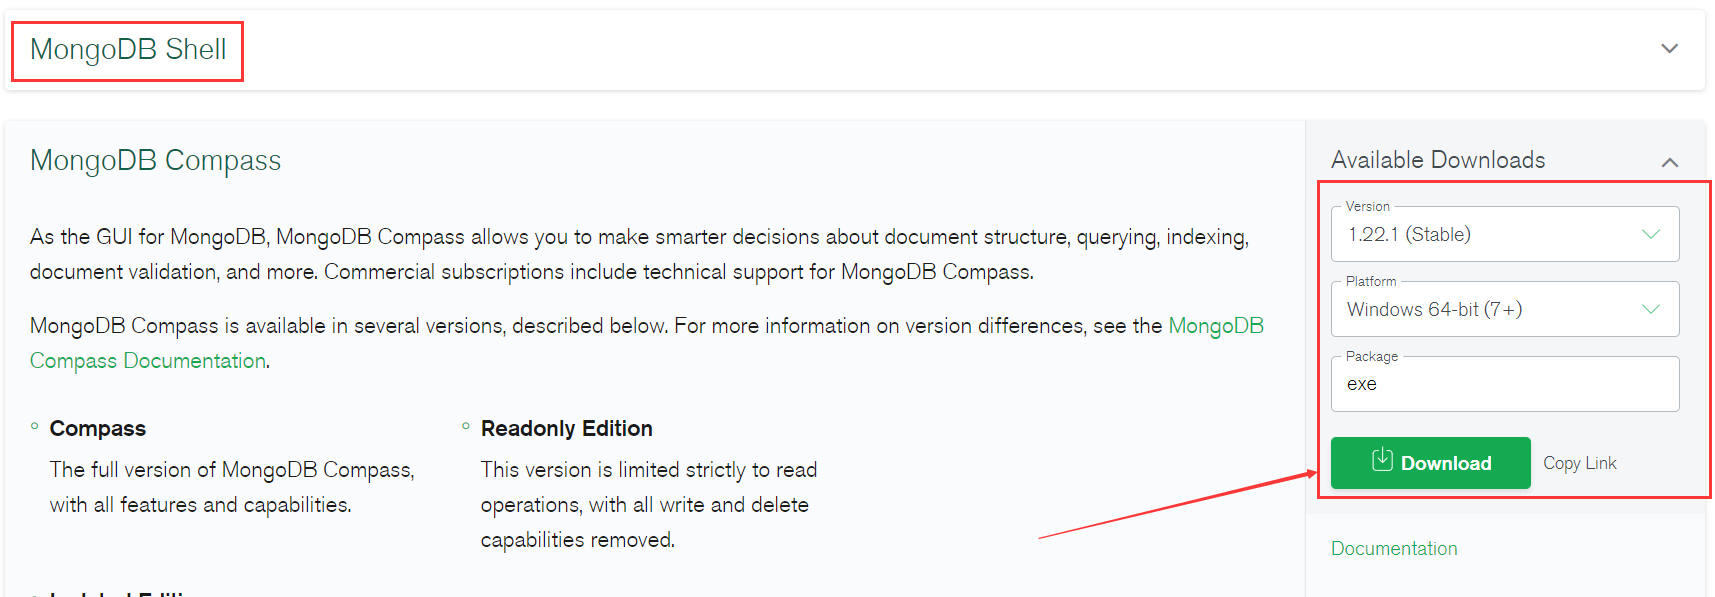 MongoDB Shell
MongoDB Compass
As the GUI for MongoDB, MongoDB Compass allows you to make smarter decisions about document structure, querying, indexing,
document validation, and more. Commercial subscriptions include technical support for MongoDB Compass.
MongoDB Compass is available in several versions, described below. For more information on version differences, see the MongoDB
Compass Documentation.
Compass
The full version of MongoDB Compass,
with all features and capabilities.
Readonly Edition
This version is limited strictly to read
operations, with all write and delete
capabilities removed.
Available Downloads
Version
1.22.1 (Stable)
Platform
Windows 64-bit (7+)
Package
exe
Download Copy Link
Documentation